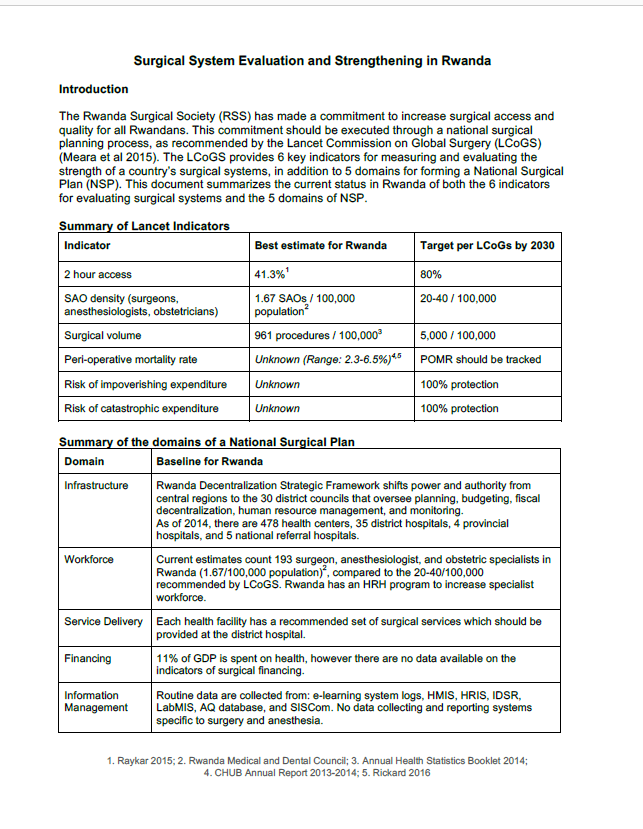 Surgical System Evaluation and Strengthening in Rwanda
Introduction
The Rwanda Surgical Society (RSS) has made a commitment to increase surgical access and
quality for all Rwandans. This commitment should be executed through a national surgical
planning process, as recommended by the Lancet Commission on Global Surgery (LCoGS)
(Meara et al 2015). The LCoGS provides 6 key indicators for measuring and evaluating the
strength of a country's surgical systems, in addition to 5 domains for forming a National Surgical
Plan (NSP). This document summarizes the current status in Rwanda of both the 6 indicators
for evaluating surgical systems and the 5 domains of NSP.
Summary of Lancet Indicators
Indicator Best estimate for Rwanda Target per LCoGs by 2030
2 hour access 41.3%1 80%
SAO density (surgeons, 1.67 SAOs / 100,000 20-40 / 100,000
anesthesiologists, obstetricians) population2
Surgical volume 961 procedures / 100,0003 5,000 / 100,000
Peri-operative mortality rate Unknown (Range: 2.3-6.5%)4,5 POMR should be tracked
Risk of impoverishing expenditure Unknown 100% protection
Risk of catastrophic expenditure Unknown 100% protection
Summary of the domains of a National Surgical Plan
Domain Baseline for Rwanda
Infrastructure Rwanda Decentralization Strategic Framework shifts power and authority from
central regions to the 30 district councils that oversee planning, budgeting, fiscal
decentralization, human resource management, and monitoring.
As of 2014, there are 478 health centers, 35 district hospitals, 4 provincial
hospitals, and 5 national referral hospitals.
Workforce Current estimates count 193 surgeon, anesthesiologist, and obstetric specialists in
Rwanda (1.67/100,000 population)2, compared to the 20-40/100,000
recommended by LCoGS. Rwanda has an HRH program to increase specialist
workforce.
Service Delivery Each health facility has a recommended set of surgical services which should be
provided at the district hospital.
Financing 11% of GDP is spent on health, however there are no data available on the
indicators of surgical financing.
Information Routine data are collected from: e-learning system logs, HMIS, HRIS, IDSR,
Management LabMIS, AQ database, and SISCom. No data collecting and reporting systems
specific to surgery and anesthesia.
1. Raykar 2015; 2. Rwanda Medical and Dental Council; 3. Annual Health Statistics Booklet 2014;
4. CHUB Annual Report 2013-2014; 5. Rickard 2016